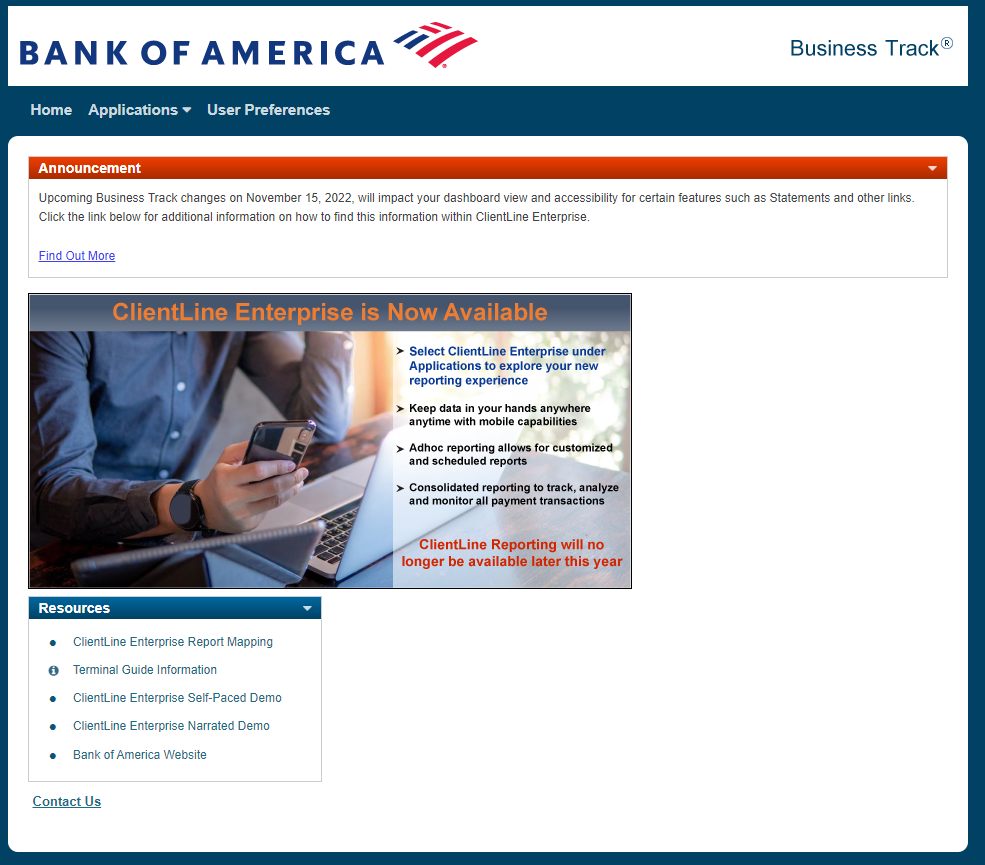 BANK OF AMERICA
Business Track®
Home Applications User Preferences
Announcement
Upcoming Business Track changes on November 15, 2022, will impact your dashboard view and accessibility for certain features such as Statements and other links.
Click the link below for additional information on how to find this information within ClientLine Enterprise.
Find Out More
ClientLine Enterprise is Now Available
➤ Select ClientLine Enterprise under
Applications to explore your new
reporting experience
➤ Keep data in your hands anywhere
anytime with mobile capabilities
➤ Adhoc reporting allows for customized
and scheduled reports
➤ Consolidated reporting to track, analyze
and monitor all payment transactions
ClientLine Reporting will no
longer be available later this year
Resources
• ClientLine Enterprise Report Mapping
Terminal Guide Information
• ClientLine Enterprise Self-Paced Demo
• ClientLine Enterprise Narrated Demo
• Bank of America Website
Contact Us